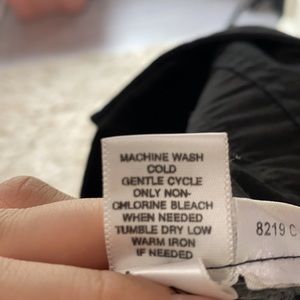 MACHINE WASH
COLD
GENTLE CYCLE
ONLY NON-
CHLORINE BLEACH
WHEN NEEDED
TUMBLE DRY LOW
WARM IRON
IF NEEDED
8219 C